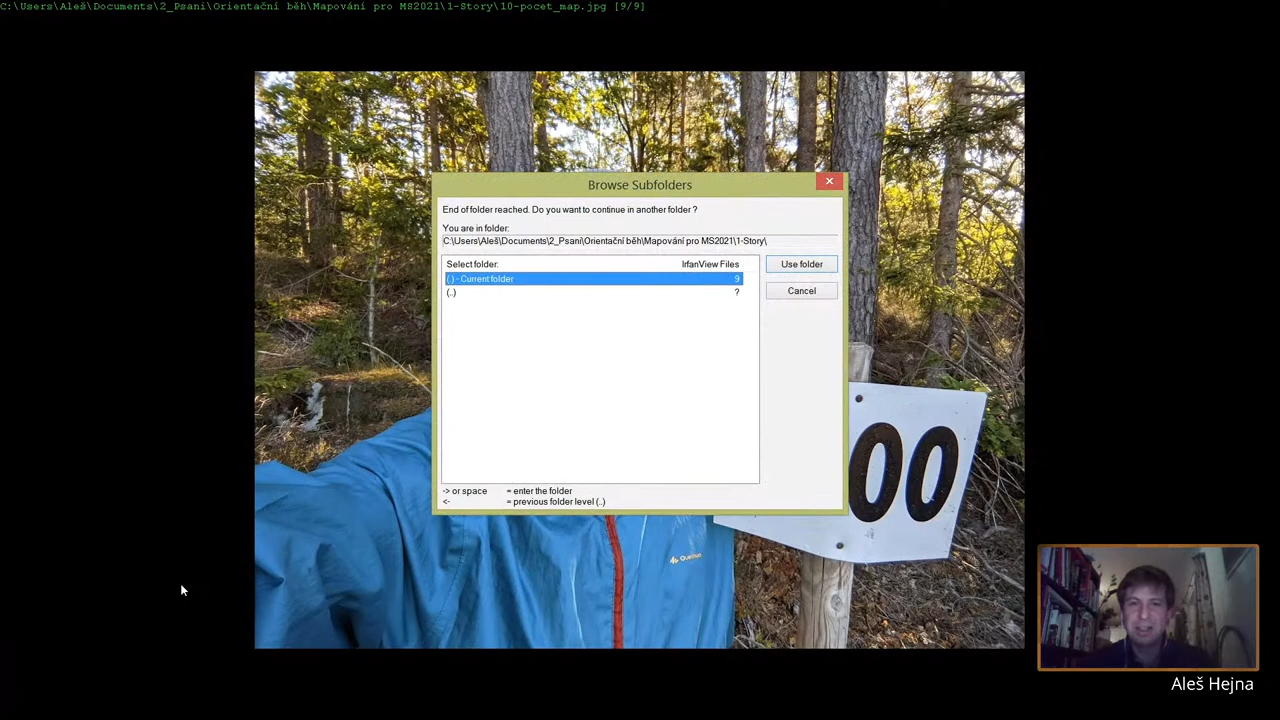 C:\Users\Aleš\Documents\2_Psani\Orientační běh\Mapování pro MS2021\1-Story\10-pocet_map.jpg [9/9]
Browse Subfolders
End of folder reached. Do you want to continue in another folder ?
You are in folder:
C:\Users\Aleš\Documents\2_Psani\Orientační běh\Mapování pro MS2021\1-Story\
Select folder: IrfanView Files
(.) - Current folder 9
(..) ?
Use folder
Cancel
-> or space = enter the folder
<- = previous folder level (..)
00
Quechua
Aleš Hejna